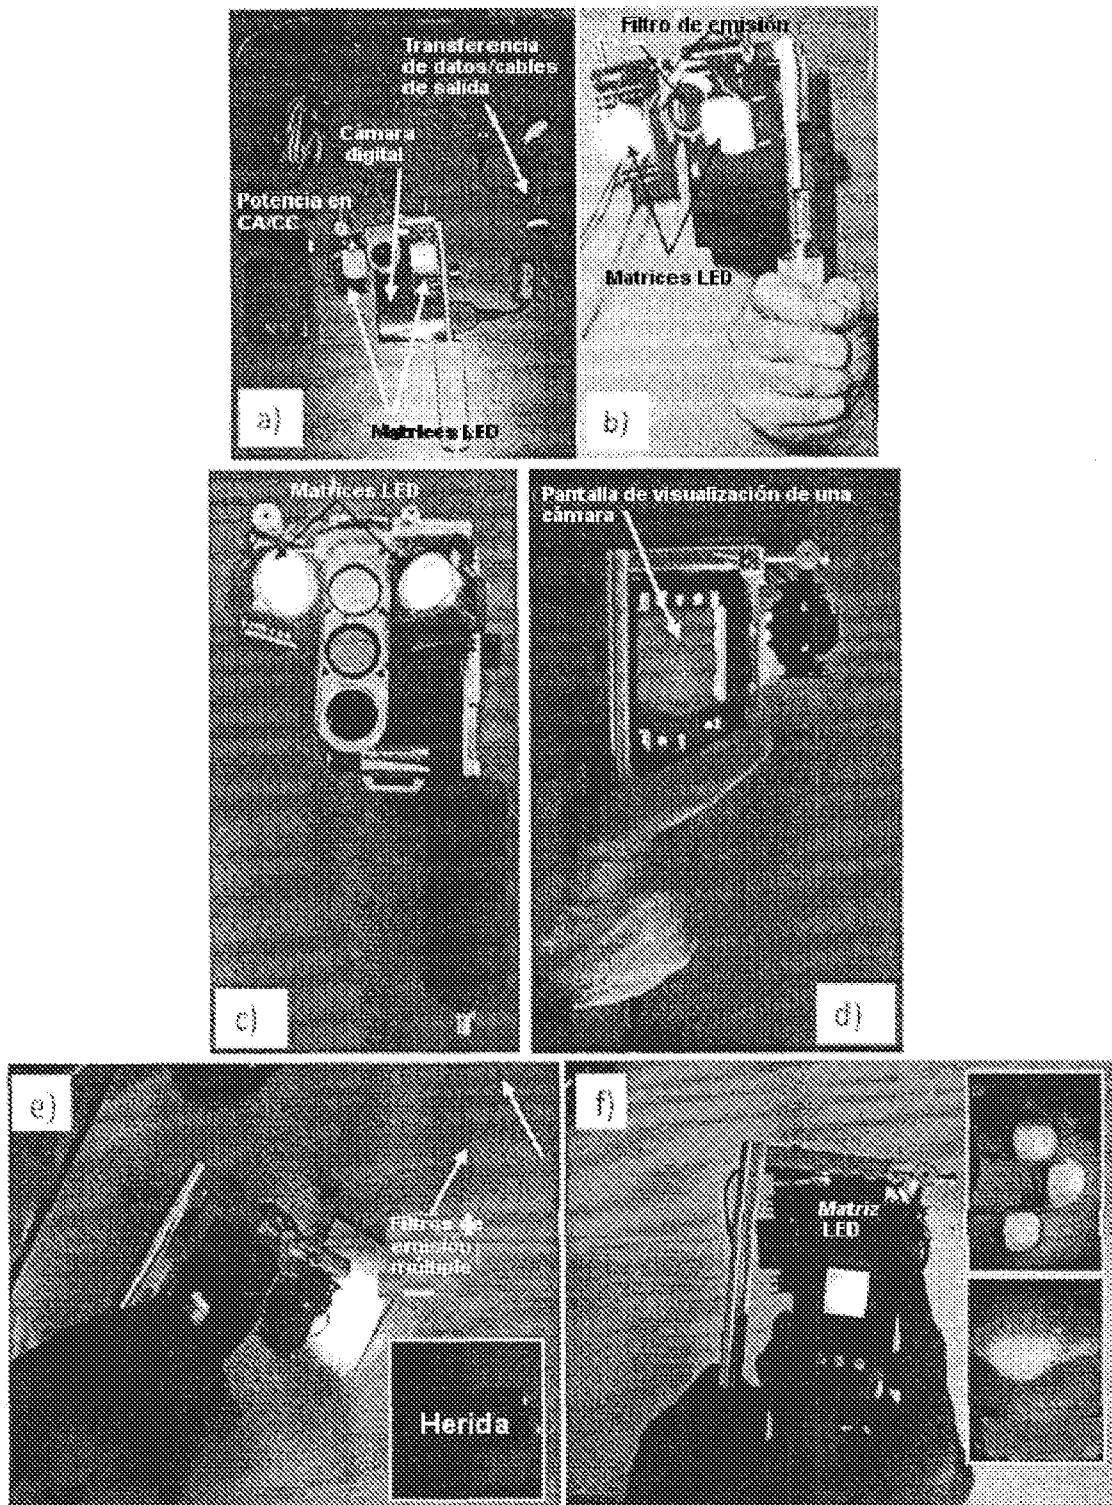 Transferencia
de datos/cables
de salida
Cámara
digital
Potencia en
CA/CC
Matrices LED
a)
Filtro de emisión
Matrices LED
b)
Matrices LED
c)
Pantalla de visualización de una
cámara
d)
e)
Filtros de
emisión
múltiple
Herida
f)
Matriz
LED